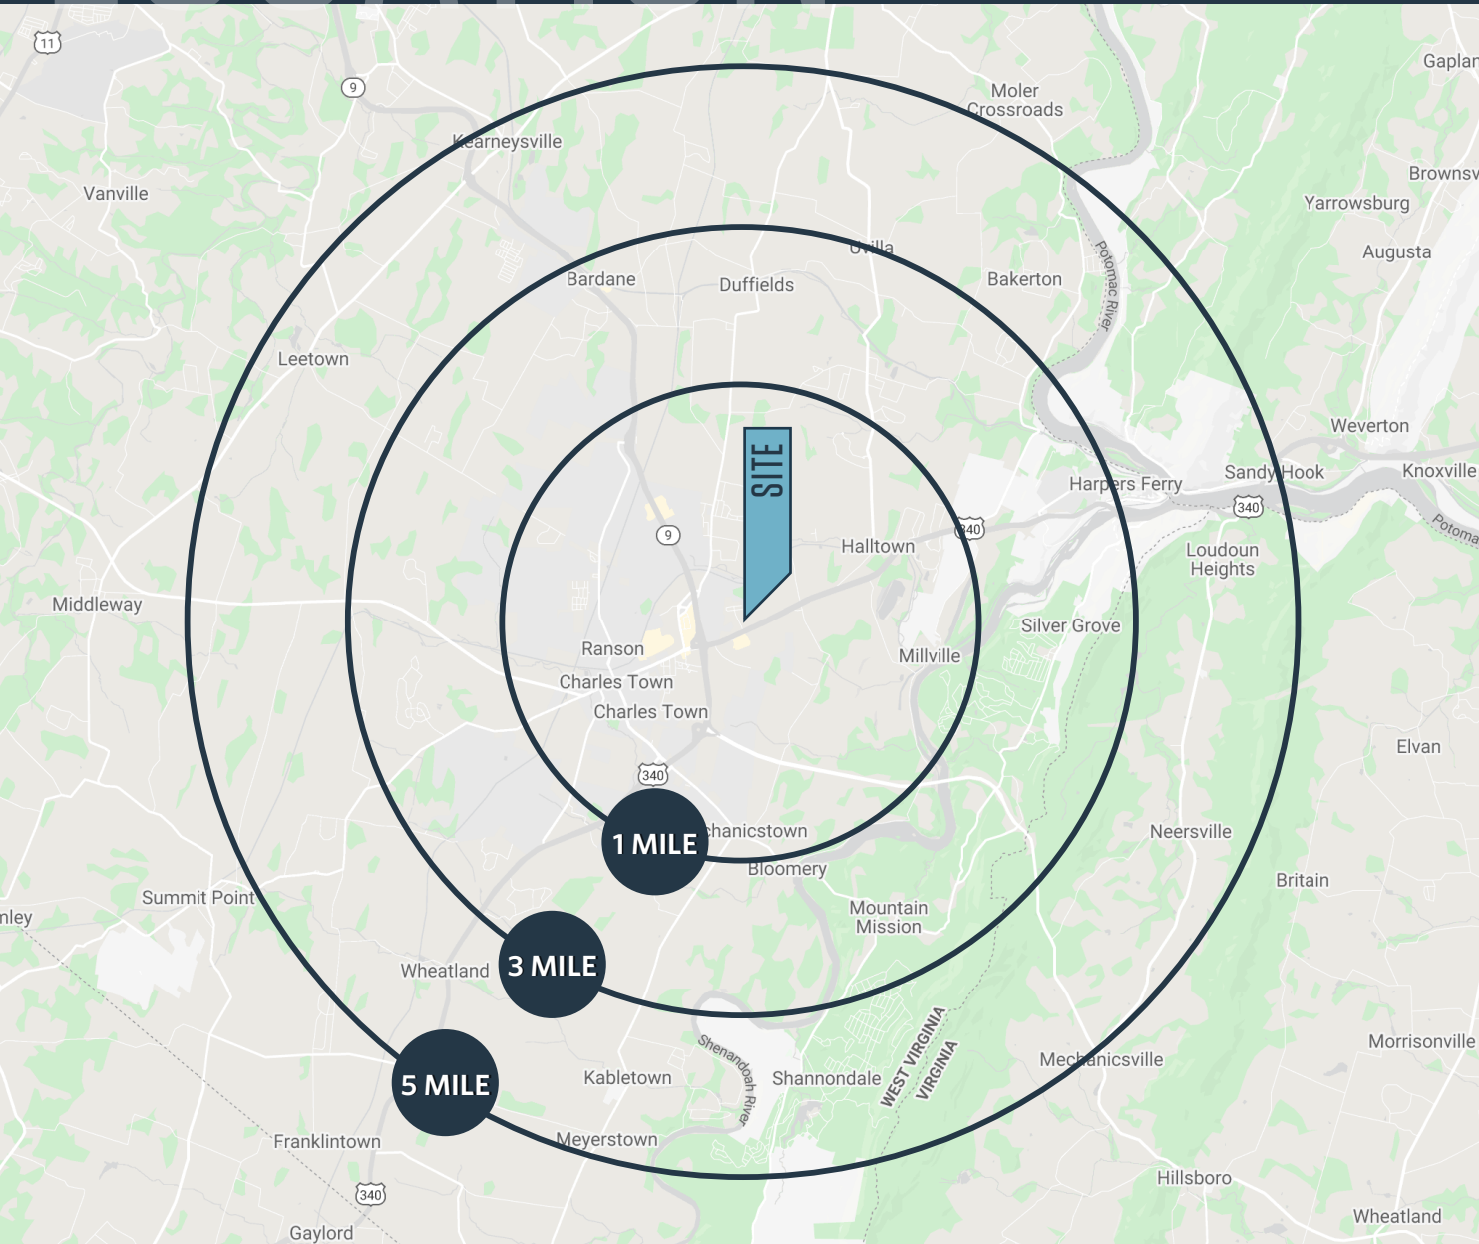 11
9
Gaplan
Moler
Crossroads
Kearneysville
Vanville
Brownsv
Yarrowsburg
Uvilla
Augusta
Bardane
Duffields
Bakerton
Potomac River
Leetown
SITE
Weverton
Sandy Hook
Knoxville
Harpers Ferry
340
340
9
Potoma
Halltown
Loudoun
Heights
Middleway
Silver Grove
Ranson
Millville
Charles Town
Charles Town
Elvan
340
1 MILE
chanicstown
Neersville
Bloomery
Britain
Summit Point
mley
Mountain
Mission
3 MILE
Wheatland
WEST VIRGINIA
VIRGINIA
Shenandoah River
Morrisonville
Mechanicsville
5 MILE
Kabletown
Shannondale
Franklintown
Meyerstown
Hillsboro
340
Wheatland
Gaylord